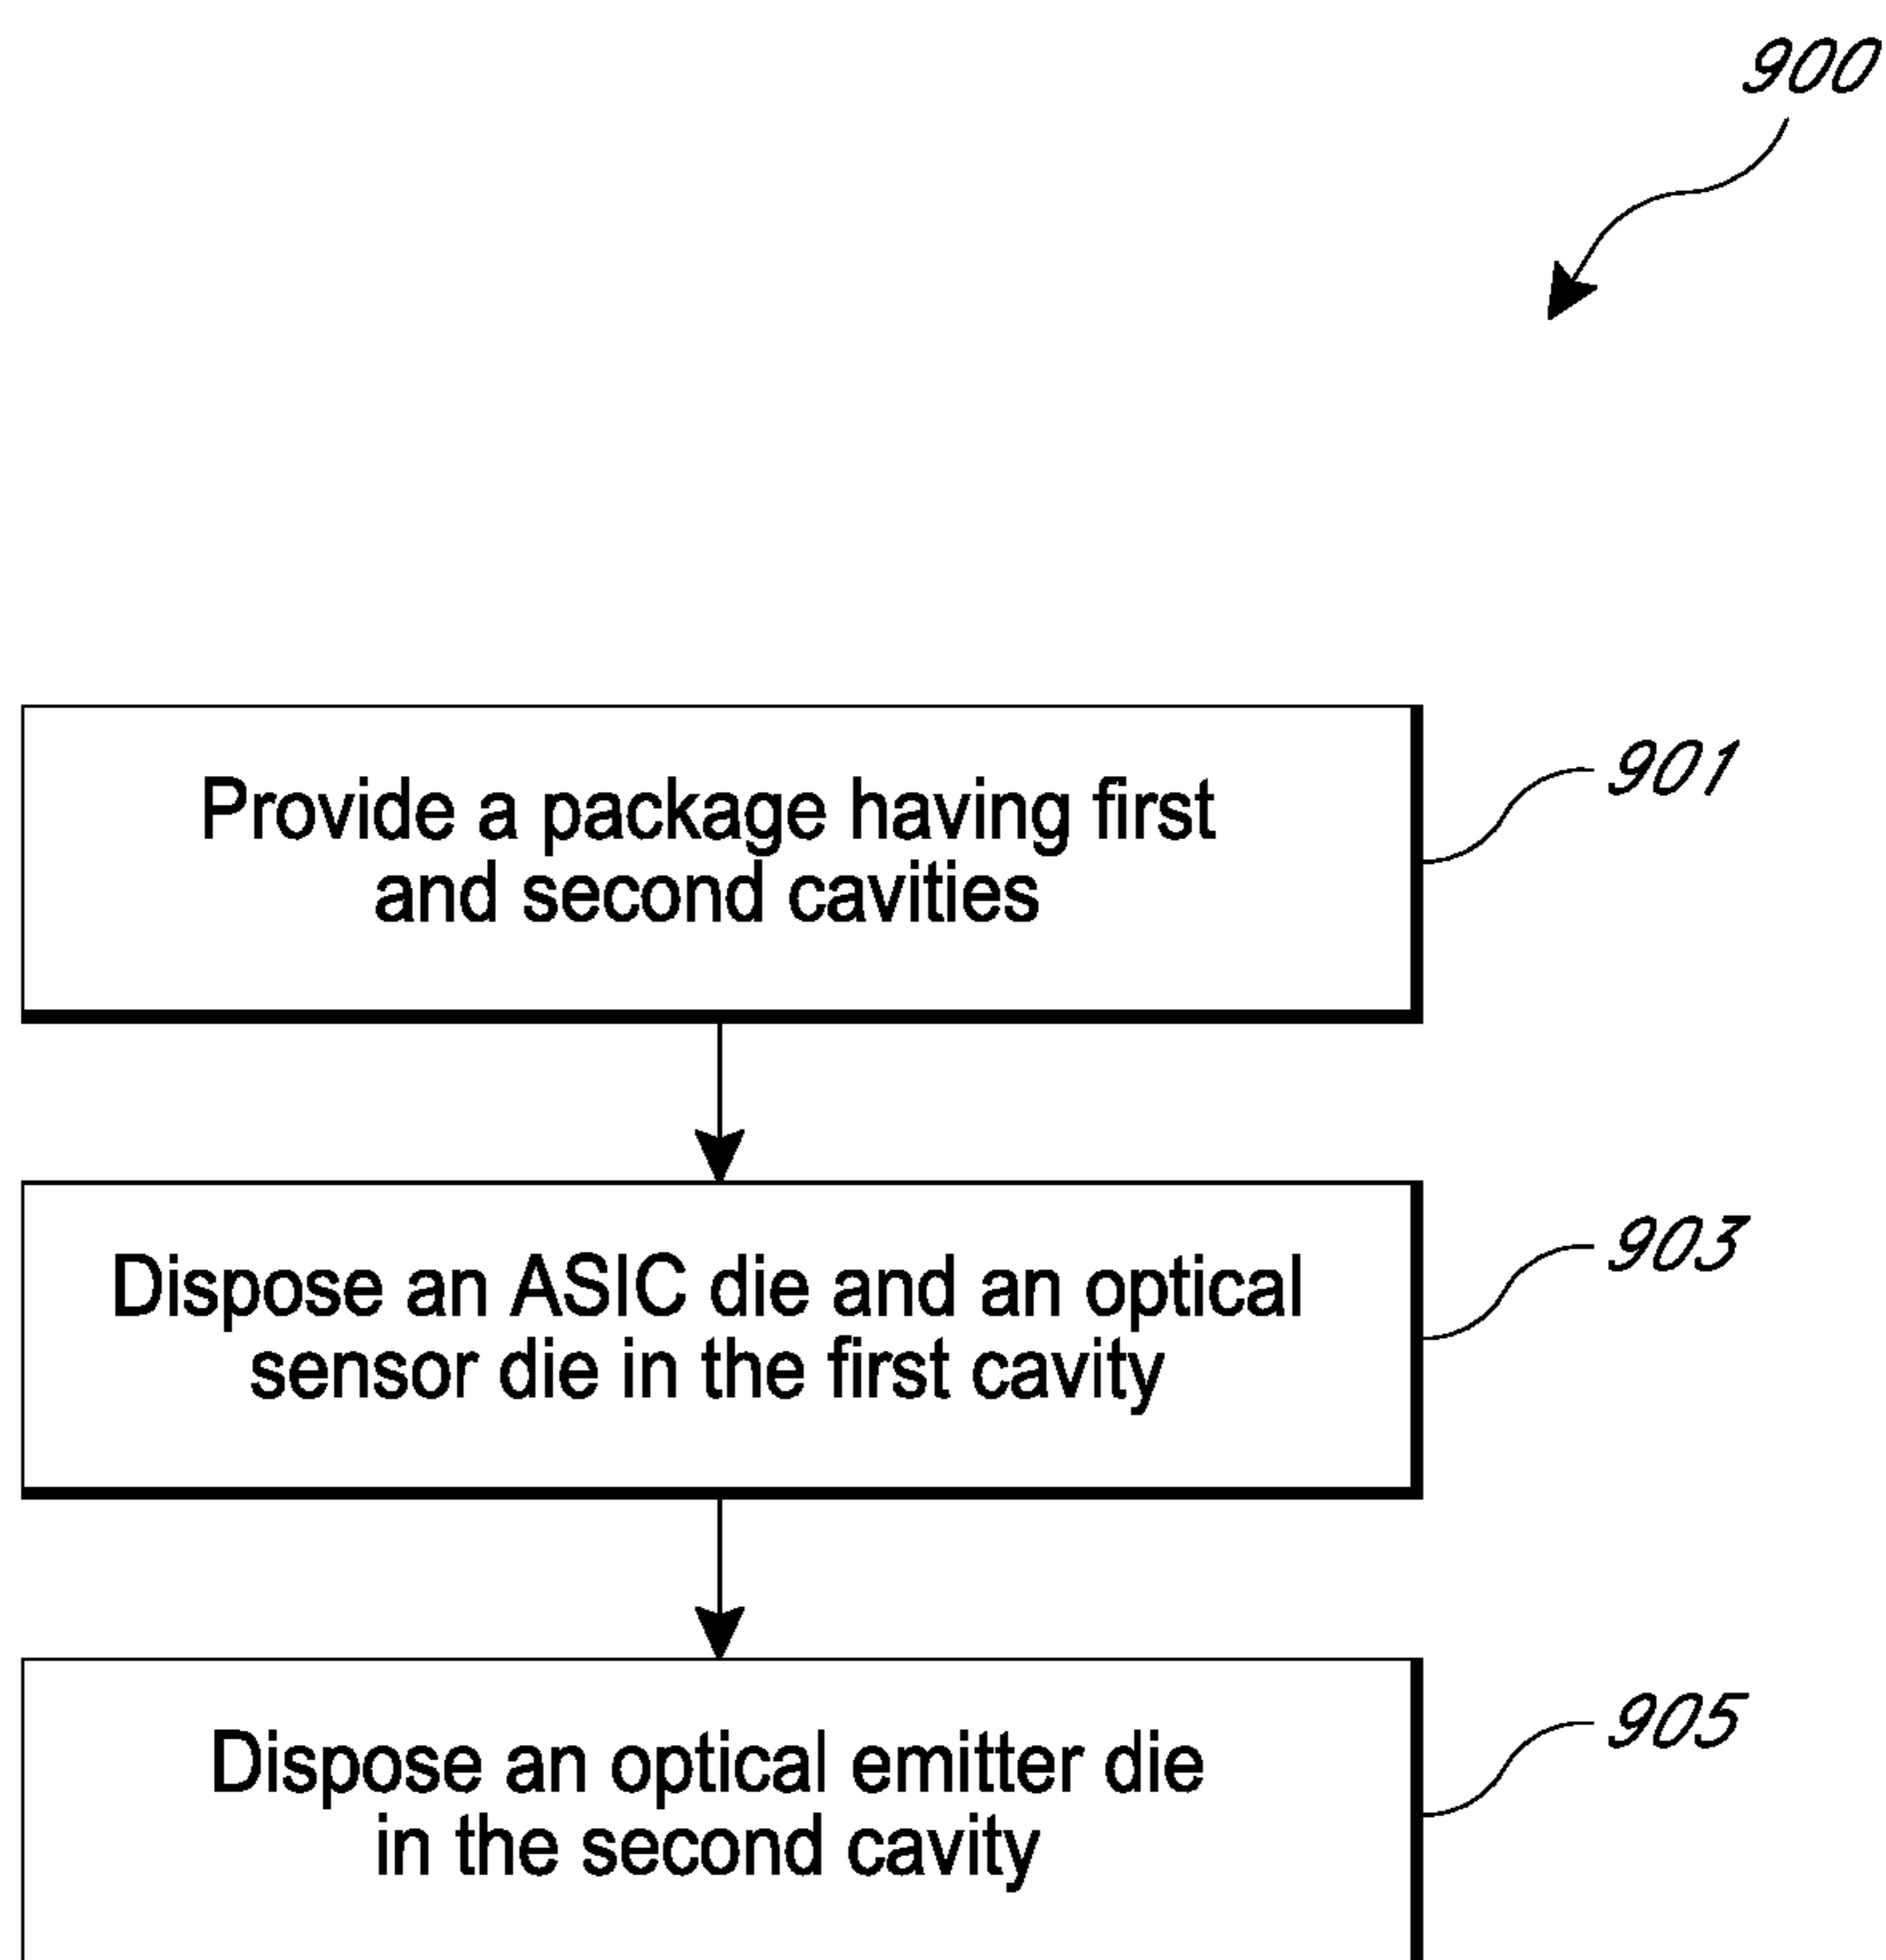 900
Provide a package having first
and second cavities
901
Dispose an ASIC die and an optical
sensor die in the first cavity
903
Dispose an optical emitter die
in the second cavity
905